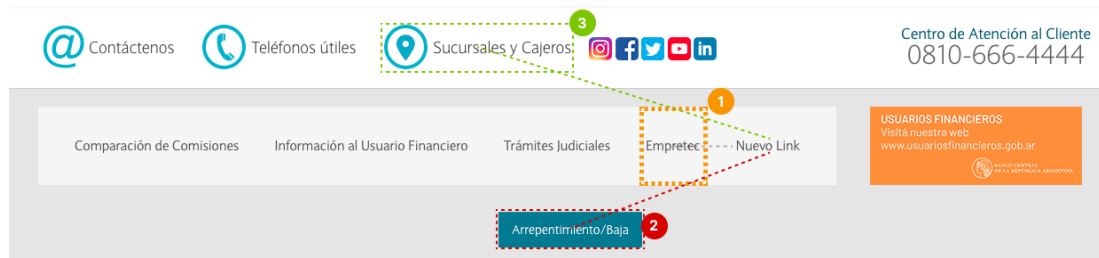 3
@ Contáctenos
Teléfonos útiles
Sucursales y Cajeros
Centro de Atención al Cliente
0810-666-4444
1
Comparación de Comisiones
Información al Usuario Financiero
Trámites Judiciales
Empretec
Nuevo Link
USUARIOS FINANCIEROS
Visitá nuestra web
www.usuariosfinancieros.gob.ar
BANCO CENTRAL
DE LA REPÚBLICA ARGENTINA
Arrepentimiento/Baja
2